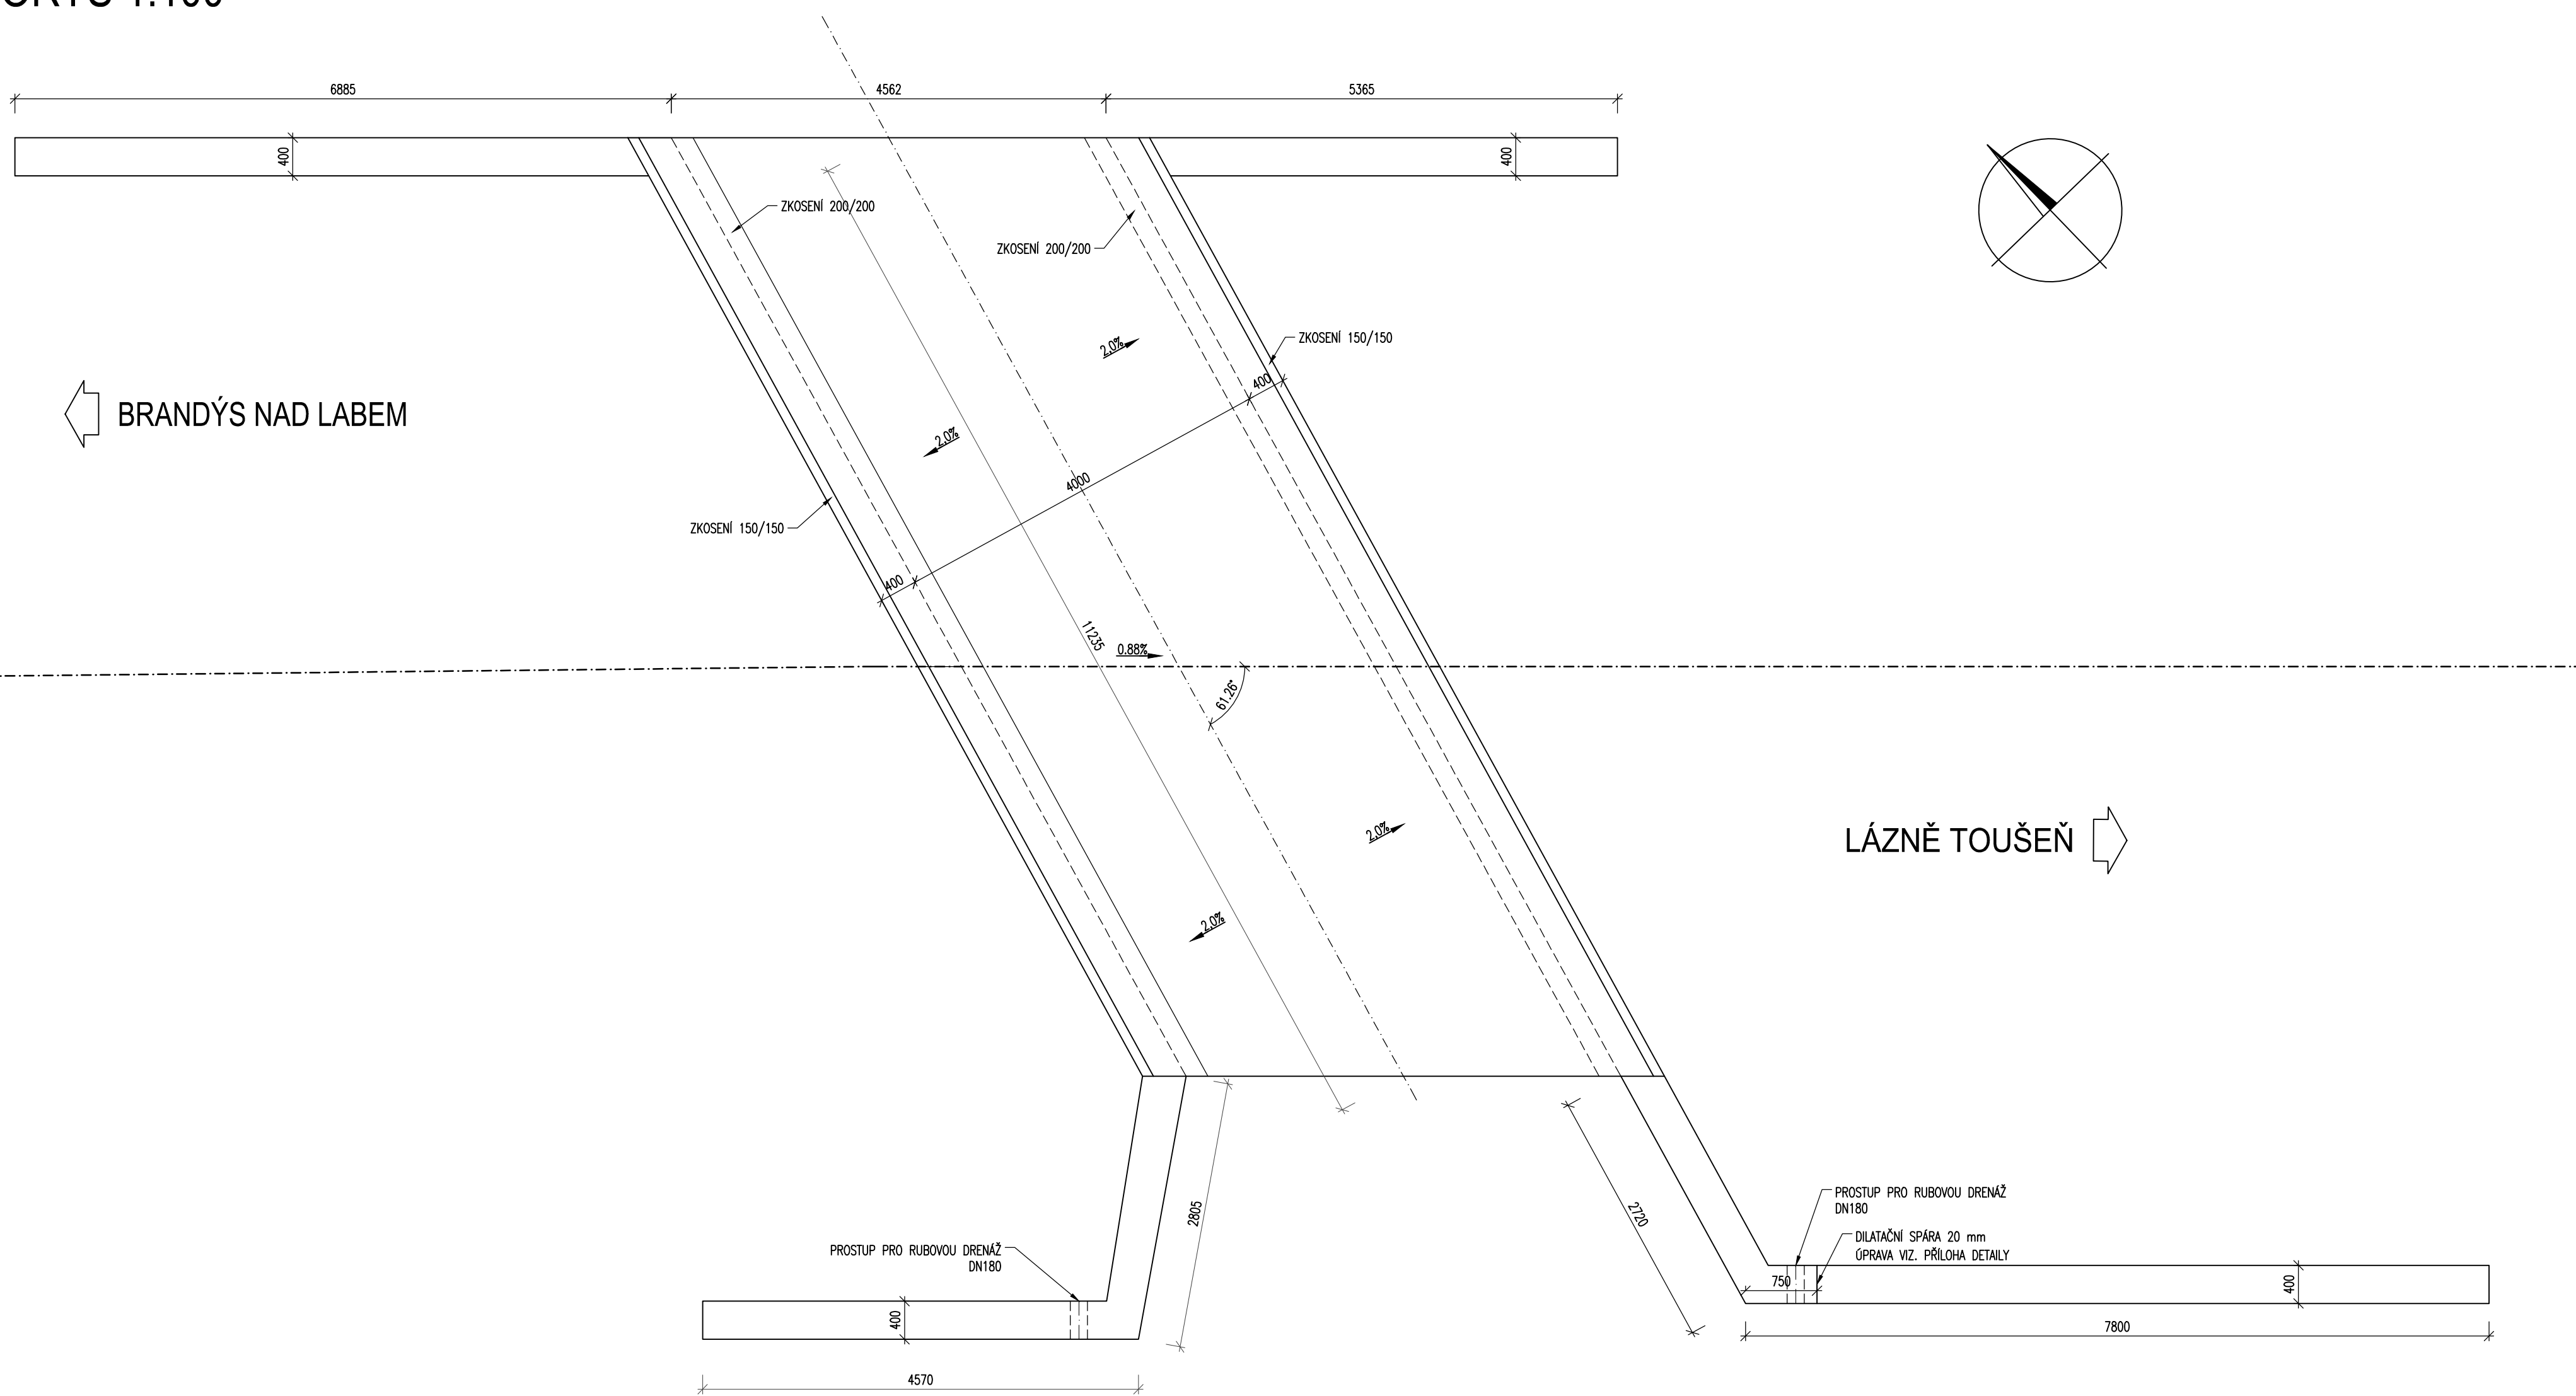 1:100
6885
4562
5365
400
400
ZKOSENÍ 200/200
ZKOSENÍ 200/200
2,0%
ZKOSENÍ 150/150
400
BRANDÝS NAD LABEM
2,0%
4000
ZKOSENÍ 150/150
400
11235
0.88%
61.26°
2,0%
LÁZNĚ TOUŠEŇ
2,0%
2805
2720
PROSTUP PRO RUBOVOU DRENÁŽ
DN180
DILATAČNÍ SPÁRA 20 mm
ÚPRAVA VIZ. PŘÍLOHA DETAILY
PROSTUP PRO RUBOVOU DRENÁŽ
DN180
750
400
400
7800
4570